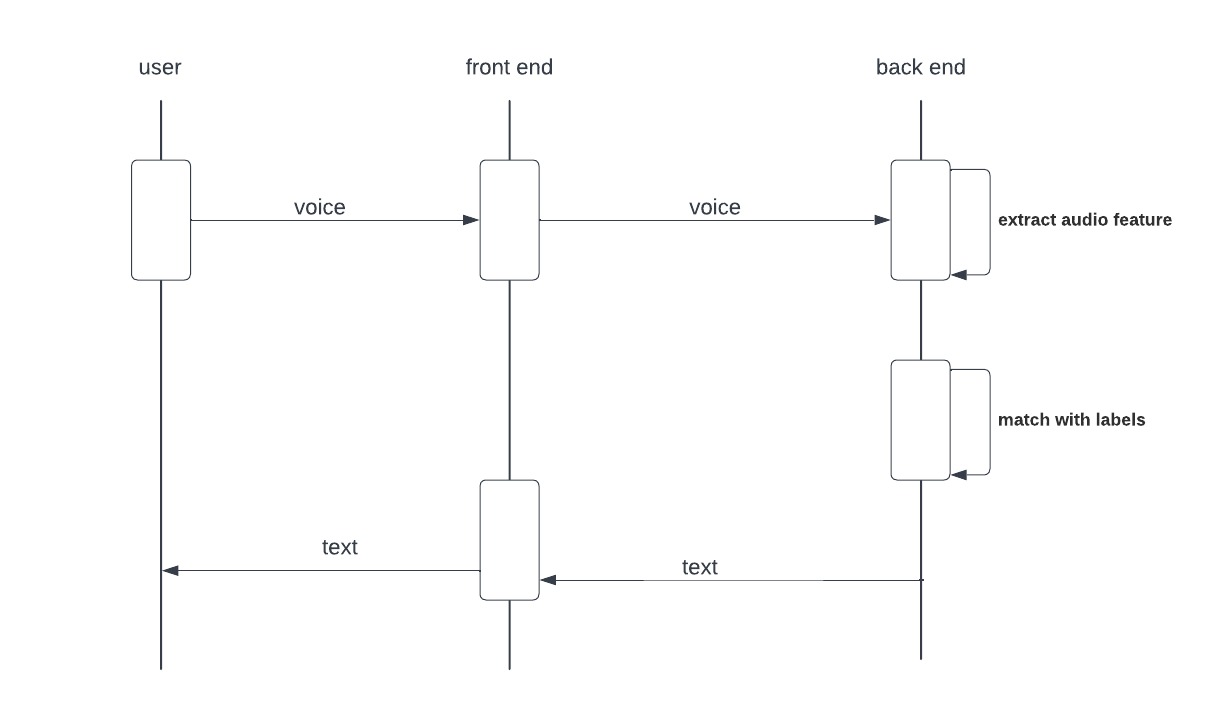 user
front end
back end
voice
voice
extract audio feature
match with labels
text
text